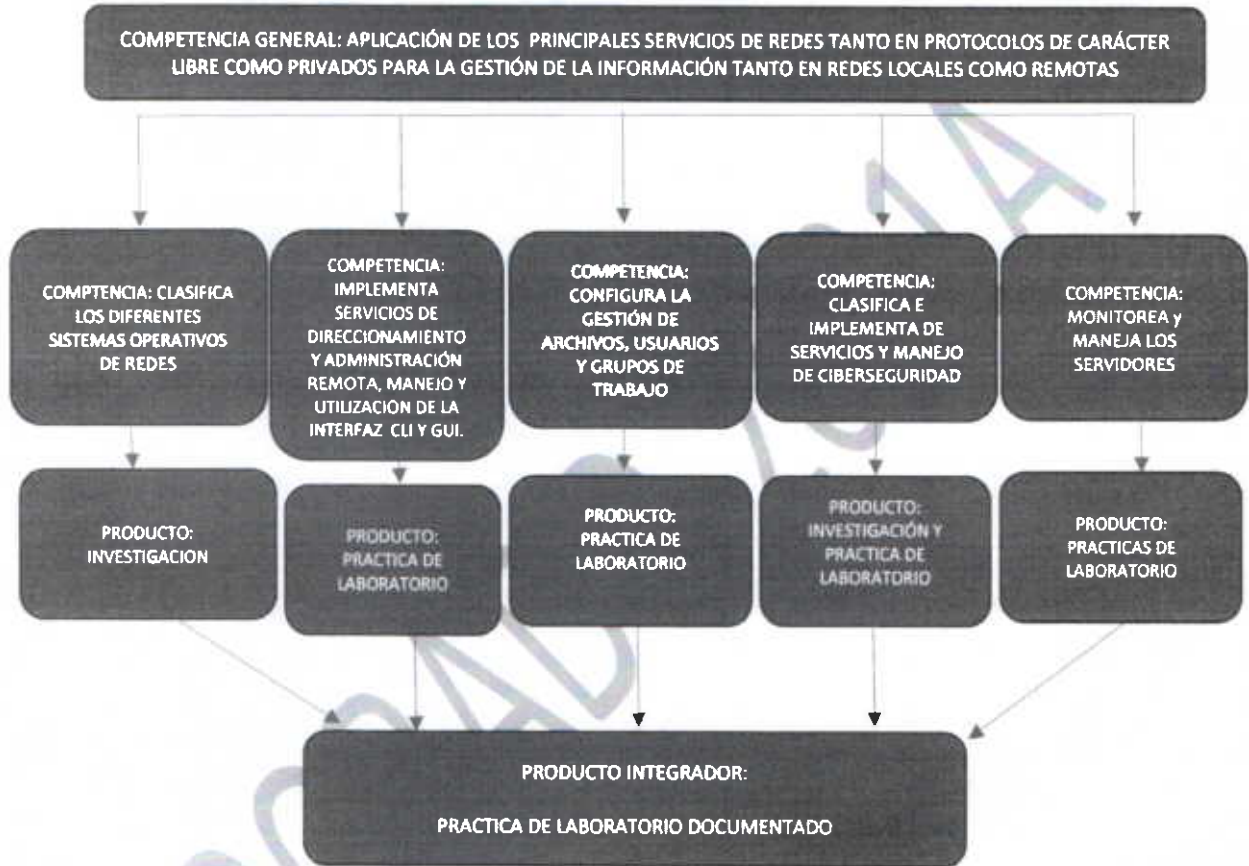 COMPETENCIA GENERAL: APLICACIÓN DE LOS PRINCIPALES SERVICIOS DE REDES TANTO EN PROTOCOLOS DE CARÁCTER
LIBRE COMO PRIVADOS PARA LA GESTIÓN DE LA INFORMACIÓN TANTO EN REDES LOCALES COMO REMOTAS
COMPTENCIA: CLASIFICA
LOS DIFERENTES
SISTEMAS OPERATIVOS
DE REDES
COMPETENCIA:
IMPLEMENTA
SERVICIOS DE
DIRECCIONAMIENTO
Y ADMINISTRACIÓN
REMOTA, MANEJO Y
UTILIZACIÓN DE LA
INTERFAZ CLI Y GUI.
COMPETENCIA:
CONFIGURA LA
GESTIÓN DE
ARCHIVOS, USUARIOS
Y GRUPOS DE
TRABAJO
COMPETENCIA:
CLASIFICA E
IMPLEMENTA DE
SERVICIOS Y MANEJO
DE CIBERSEGURIDAD
COMPETENCIA:
MONITOREA y
MANEJA LOS
SERVIDORES
PRODUCTO:
INVESTIGACION
PRODUCTO:
PRACTICA DE
LABORATORIO
PRODUCTO:
PRACTICA DE
LABORATORIO
PRODUCTO:
INVESTIGACIÓN Y
PRACTICA DE
LABORATORIO
PRODUCTO:
PRACTICAS DE
LABORATORIO
PRODUCTO INTEGRADOR:
PRACTICA DE LABORATORIO DOCUMENTADO